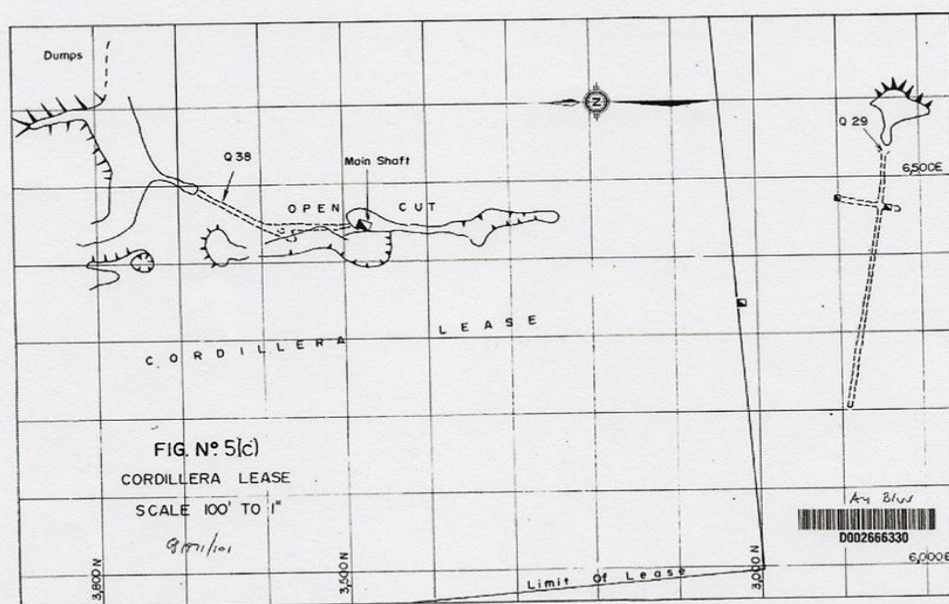 Dumps
N
Q 29
Q 38
Main Shaft
6,500E
OPEN CUT
CORDILLERA LEASE
FIG. Nº 5(c)
CORDILLERA LEASE
SCALE 100' TO 1"
D002666330
3,800N
3,500N
3,000N
6,000E
Limit Of Lease